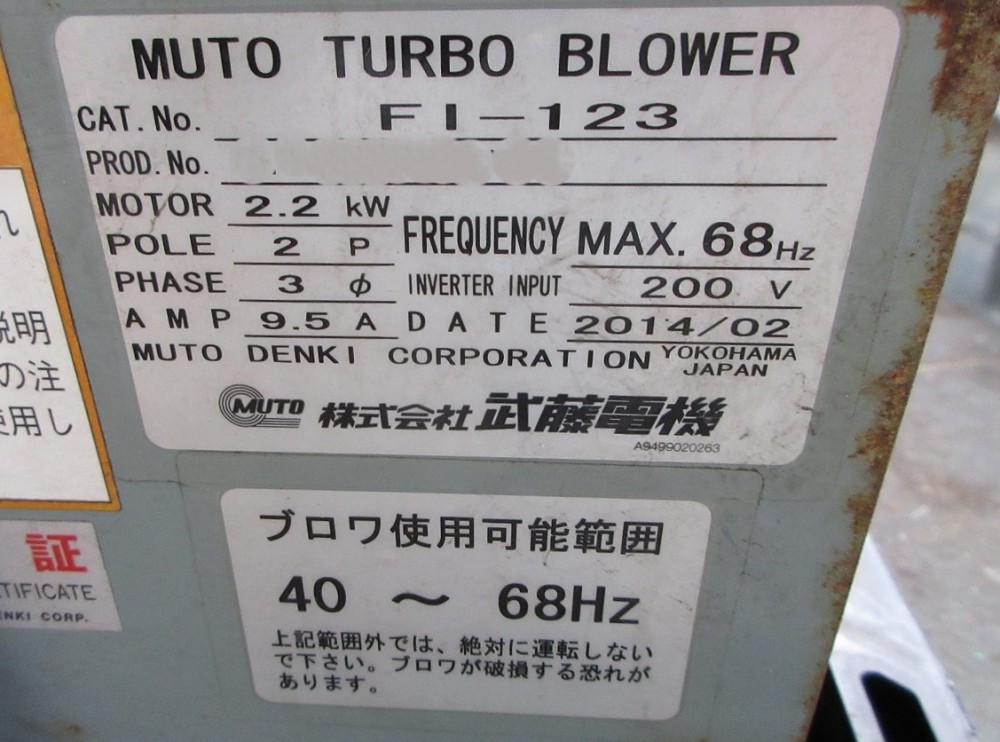 MUTO TURBO BLOWER
CAT. No. FI-123
PROD. No.
MOTOR 2.2 kW
POLE 2 P
FREQUENCY MAX. 68Hz
PHASE 3 φ
INVERTER INPUT 200 V
AMP 9.5 A DATE 2014/02
MUTO DENKI CORPORATION YOKOHAMA JAPAN
MUTO 株式会社 武藤電機
A9499020263
ブロワ使用可能範囲
40 ～ 68Hz
上記範囲外では、絶対に運転しない
で下さい。ブロワが破損する恐れが
あります。
れ
説明
の注
使用し
証
TIFICATE
ENKI CORP.